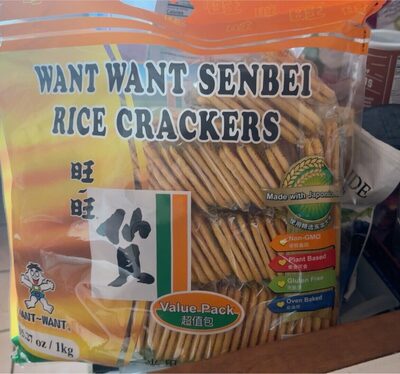 WANT WANT SENBEI
RICE CRACKERS
旺-
旺-
仙貝
Made with Japonica
Non-GMO
Plant Based
Gluten Free
Oven Baked
Value Pack
超值包
WANT-WANT
oz / 1kg